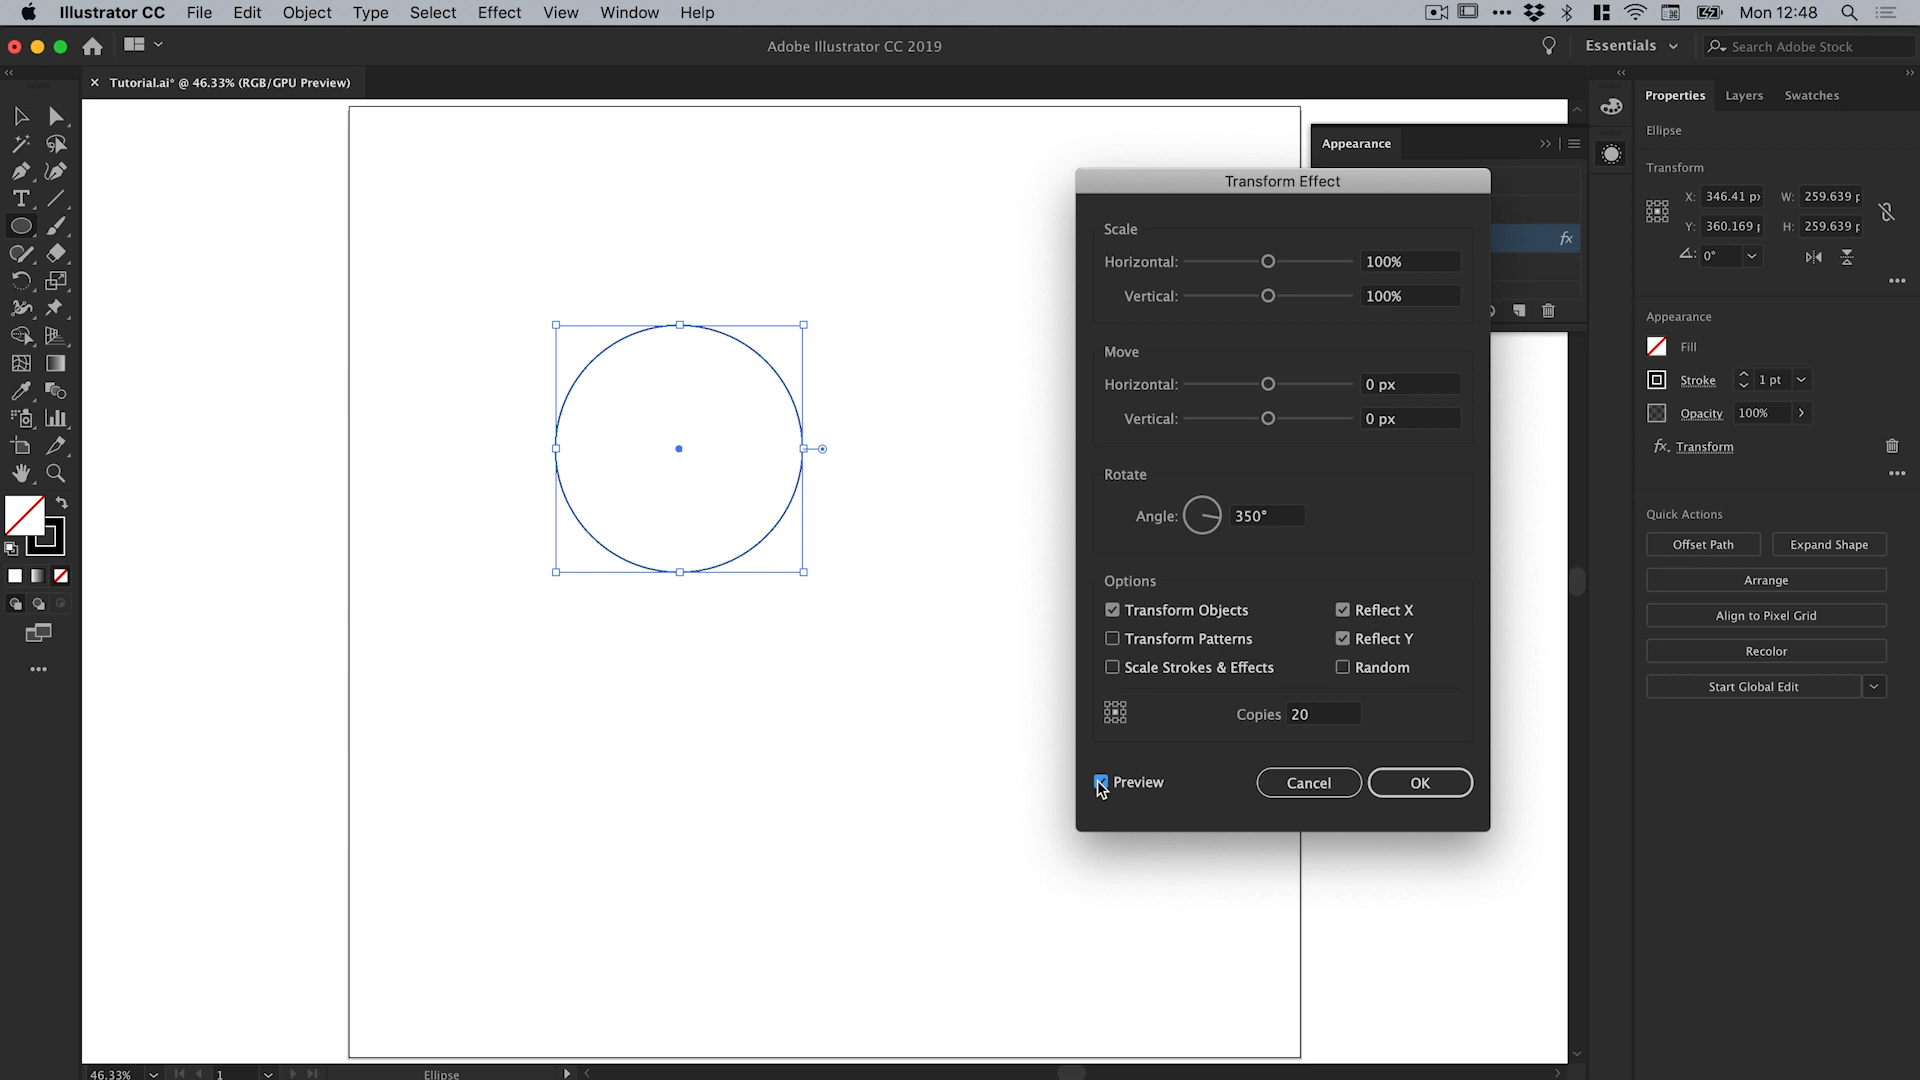 Illustrator CC File Edit Object Type Select Effect View Window Help
Mon 12:48
Adobe Illustrator CC 2019
Essentials
Search Adobe Stock
Tutorial.ai* @ 46.33% (RGB/GPU Preview)
Properties Layers Swatches
Ellipse
Transform
X: 346.41 px W: 259.639 p
Y: 360.169 p H: 259.639 p
0°
Appearance
fx
Transform Effect
Scale
Horizontal: 100%
Vertical: 100%
Move
Horizontal: 0 px
Vertical: 0 px
Rotate
Angle: 350°
Options
Transform Objects Reflect X
Transform Patterns Reflect Y
Scale Strokes & Effects Random
Copies 20
Preview Cancel OK
Appearance
Fill
Stroke 1 pt
Opacity 100%
fx. Transform
Quick Actions
Offset Path Expand Shape
Arrange
Align to Pixel Grid
Recolor
Start Global Edit
46.33% 1 Ellipse